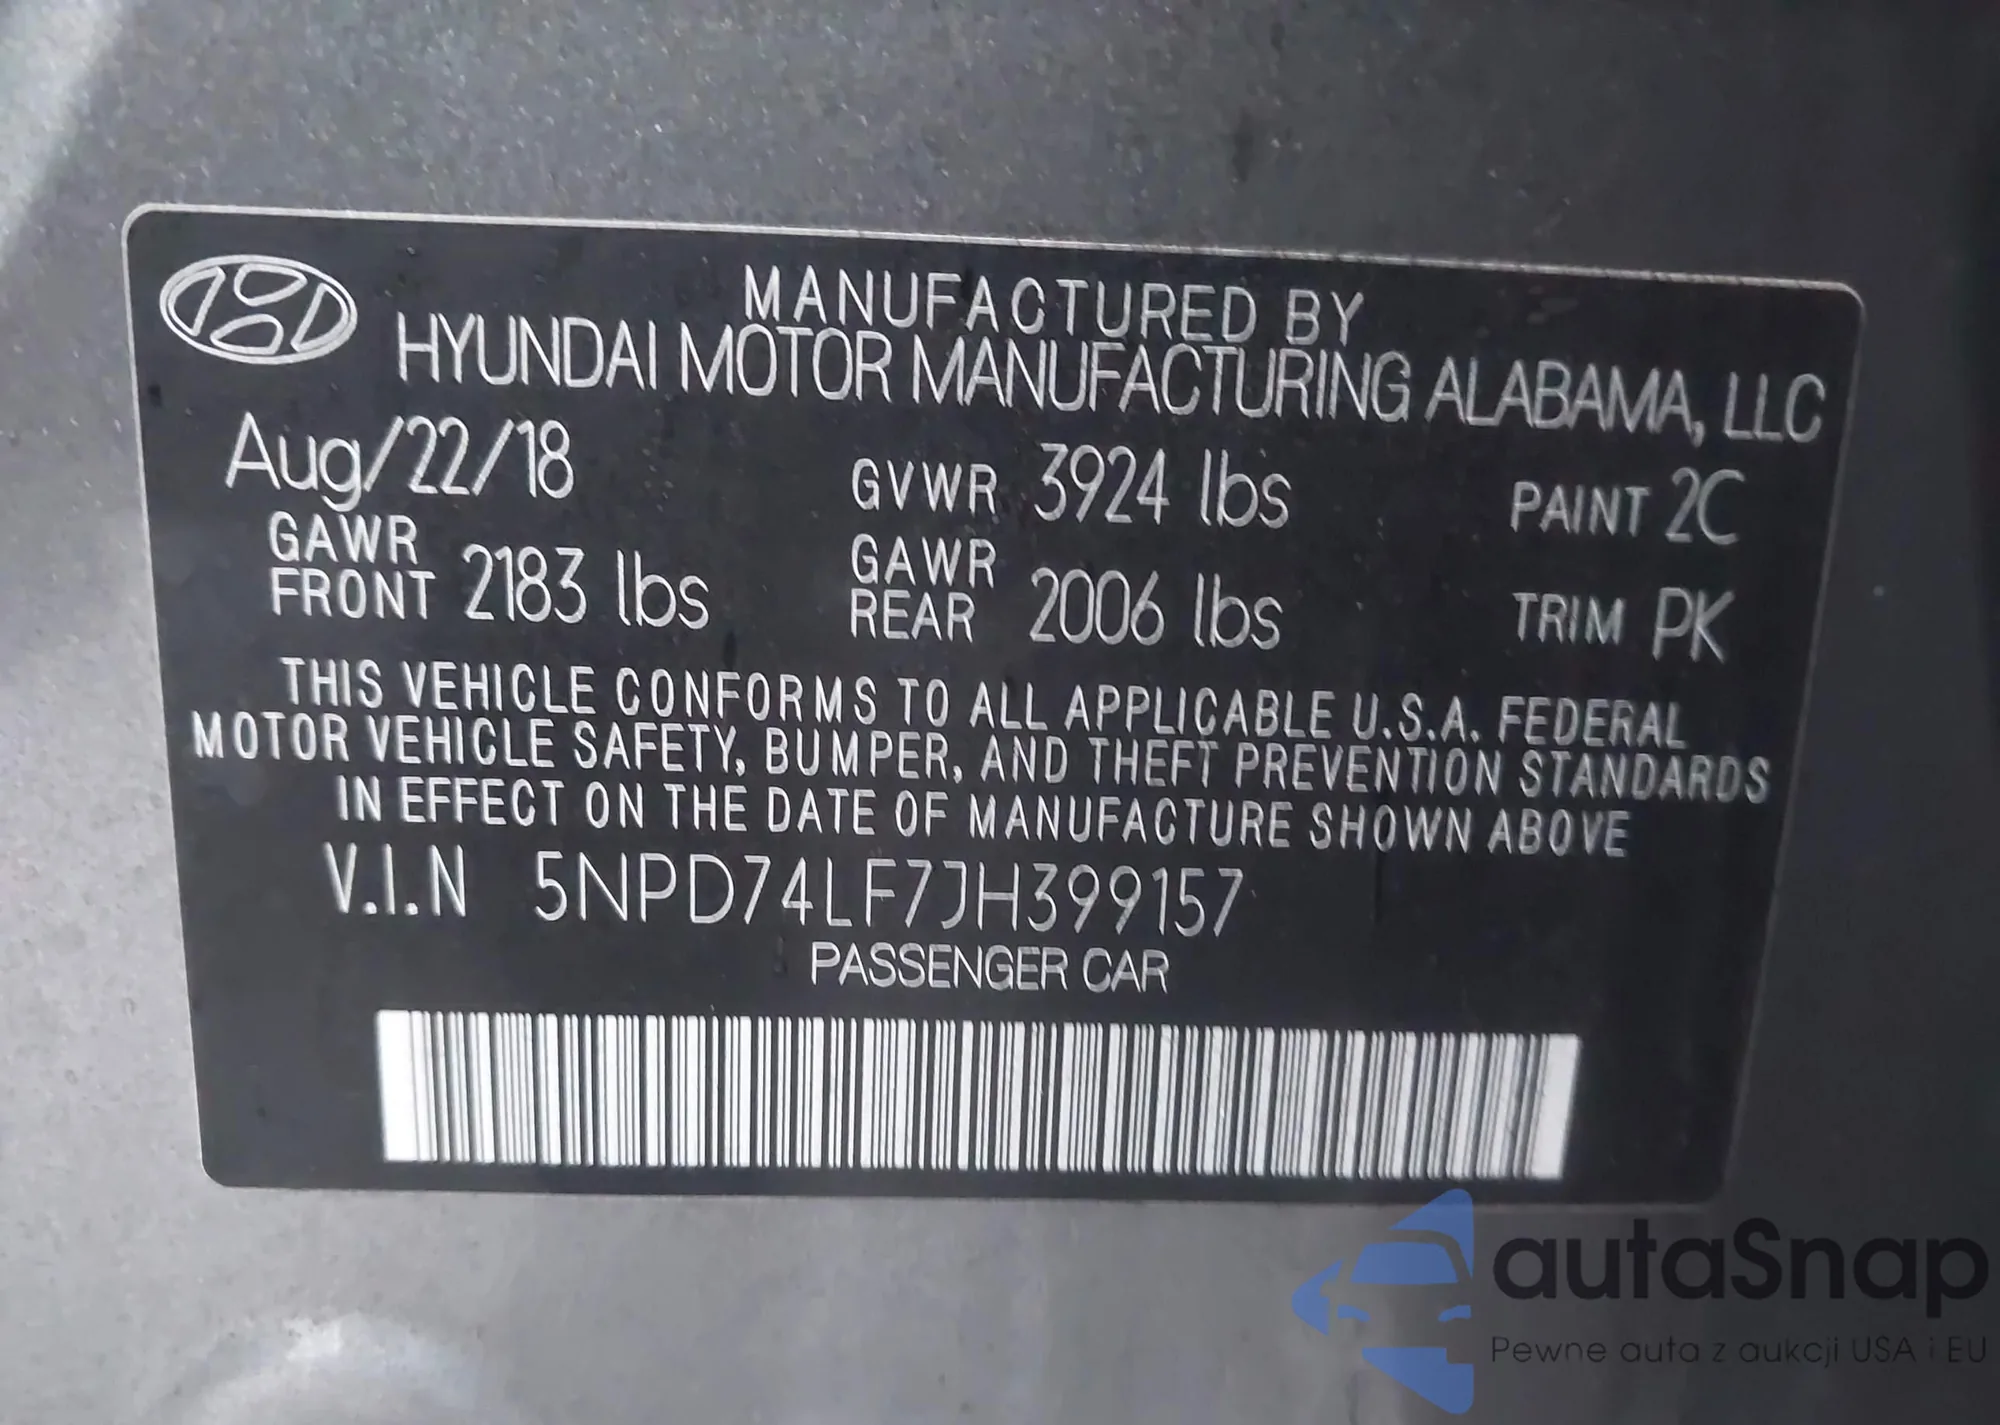 MANUFACTURED BY
HYUNDAI MOTOR MANUFACTURING ALABAMA, LLC
Aug/22/18 GVWR 3924 lbs PAINT 2C
GAWR FRONT 2183 lbs GAWR REAR 2006 lbs TRIM PK
THIS VEHICLE CONFORMS TO ALL APPLICABLE U.S.A. FEDERAL
MOTOR VEHICLE SAFETY, BUMPER, AND THEFT PREVENTION STANDARDS
IN EFFECT ON THE DATE OF MANUFACTURE SHOWN ABOVE
V.I.N 5NPD74LF7JH399157
PASSENGER CAR
autaSnap
Pewne auta z aukcji USA i EU